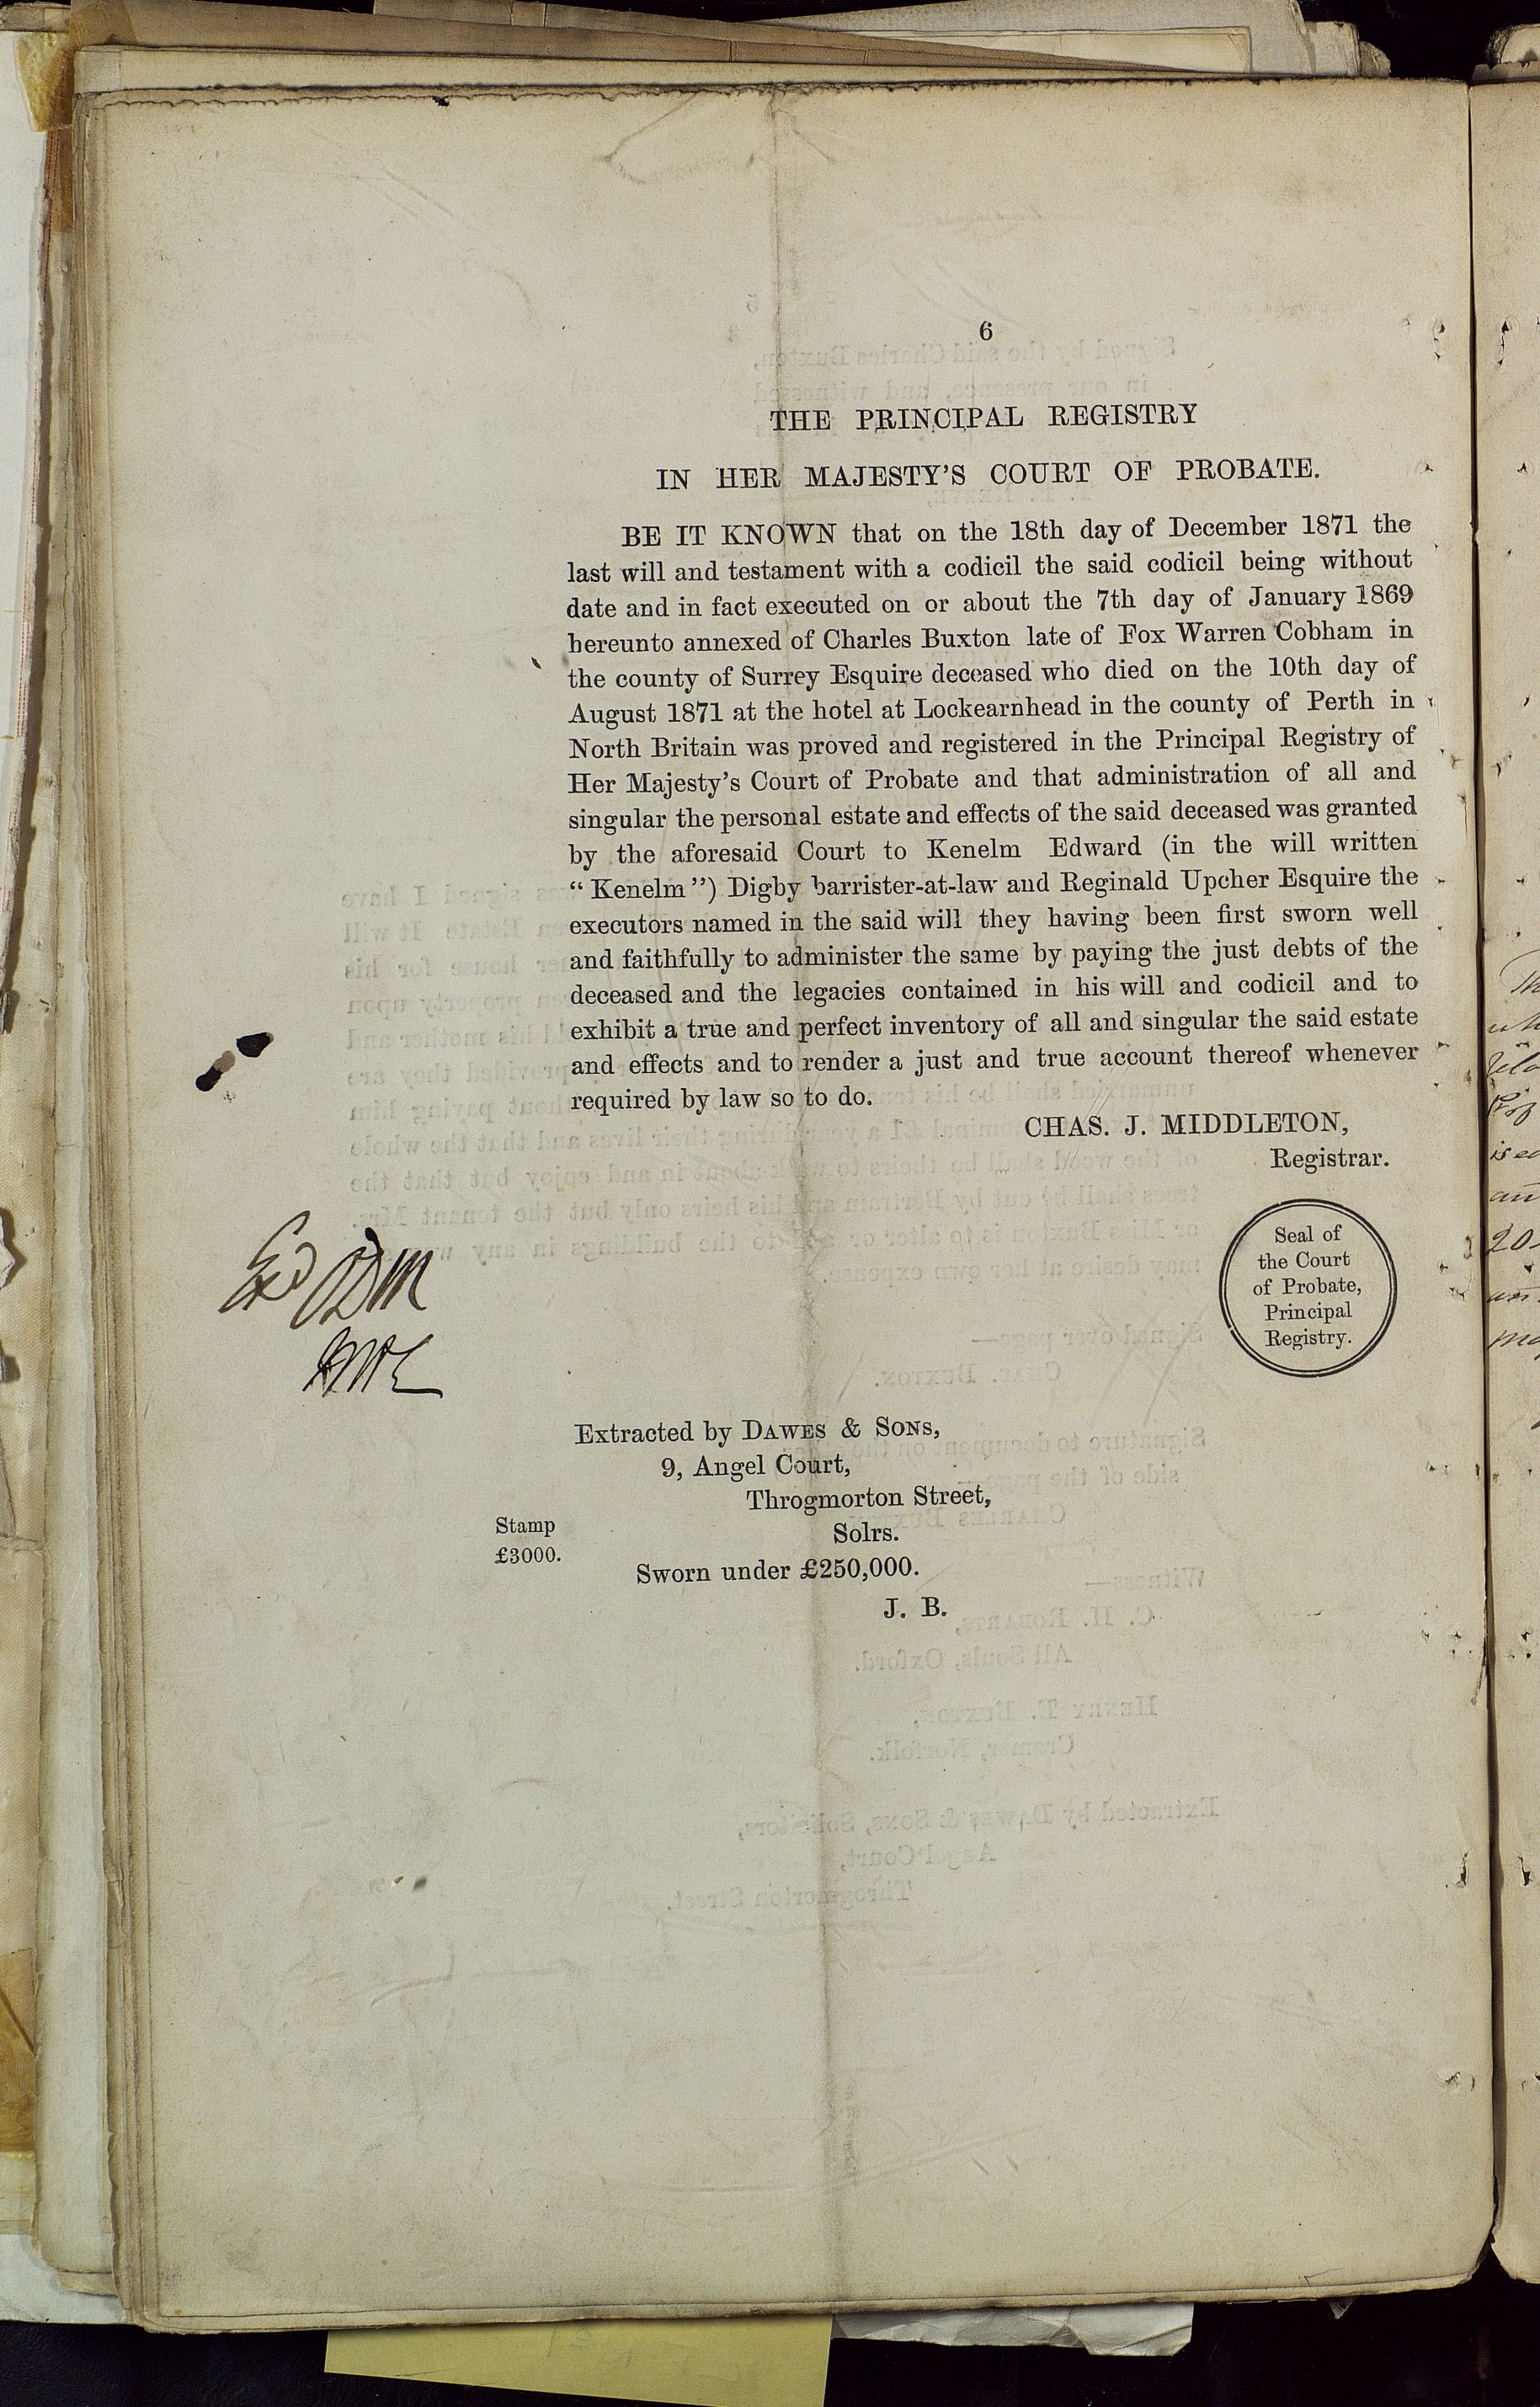 6
THE PRINCIPAL REGISTRY
IN HER MAJESTY'S COURT OF PROBATE.
BE IT KNOWN that on the 18th day of December 1871 the
last will and testament with a codicil the said codicil being without
date and in fact executed on or about the 7th day of January 1869
hereunto annexed of Charles Buxton late of Fox Warren Cobham in
the county of Surrey Esquire deceased who died on the 10th day of
August 1871 at the hotel at Lockearnhead in the county of Perth in
North Britain was proved and registered in the Principal Registry of
Her Majesty's Court of Probate and that administration of all and
singular the personal estate and effects of the said deceased was granted
by the aforesaid Court to Kenelm Edward (in the will written
"Kenelm") Digby barrister-at-law and Reginald Upcher Esquire the
executors named in the said will they having been first sworn well
and faithfully to administer the same by paying the just debts of the
deceased and the legacies contained in his will and codicil and to
exhibit a true and perfect inventory of all and singular the said estate
and effects and to render a just and true account thereof whenever
required by law so to do.
CHAS. J. MIDDLETON,
Registrar.
Seal of
the Court
of Probate,
Principal
Registry.
Extracted by DAWES & SONS,
9, Angel Court,
Throgmorton Street,
Solrs.
Stamp
£3000.
Sworn under £250,000.
J. B.